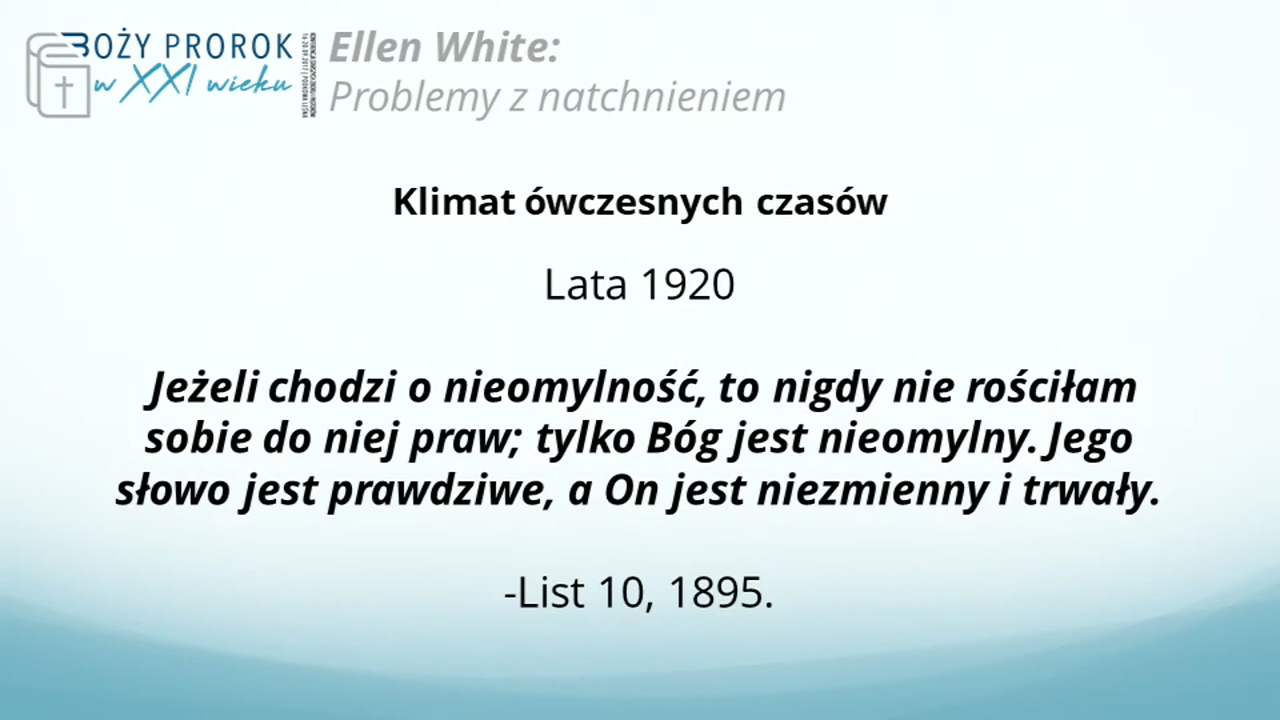 BOŻY PROROK
w XXI wieku
Ellen White:
Problemy z natchnieniem
Klimat ówczesnych czasów
Lata 1920
Jeżeli chodzi o nieomylność, to nigdy nie rościłam
sobie do niej praw; tylko Bóg jest nieomylny. Jego
słowo jest prawdziwe, a On jest niezmienny i trwały.
-List 10, 1895.